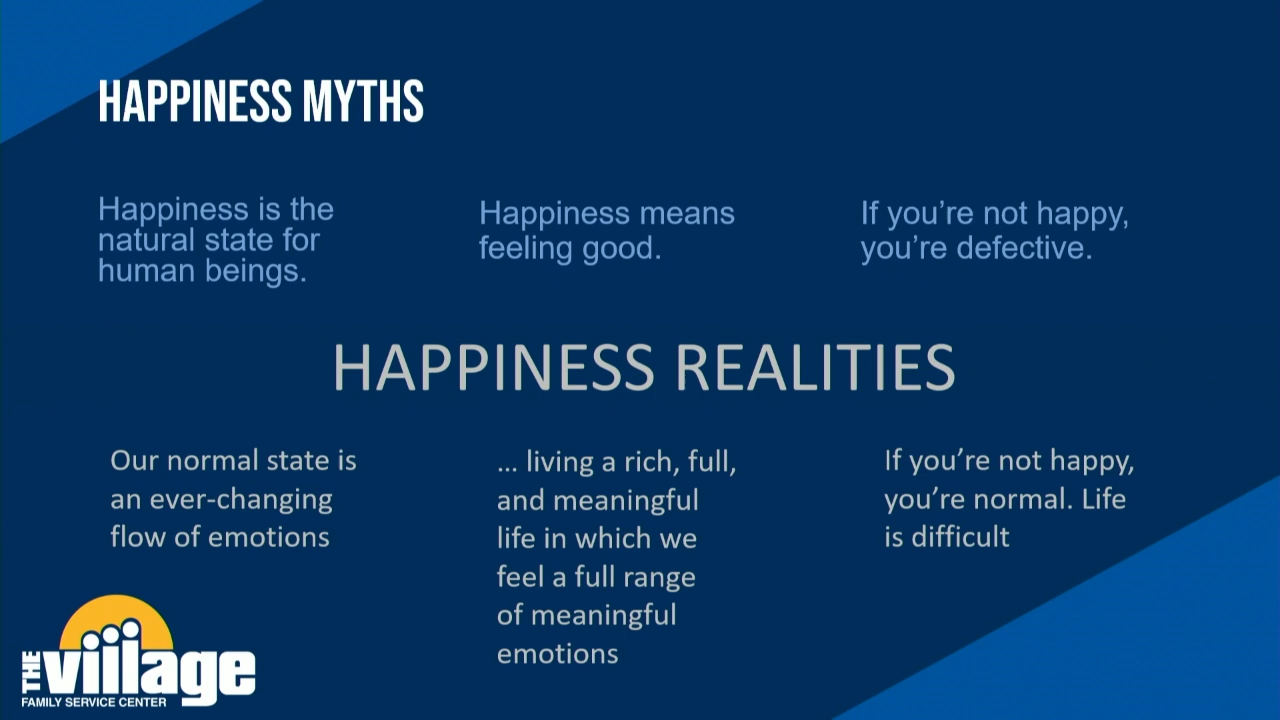 HAPPINESS MYTHS
Happiness is the
natural state for
human beings.
Happiness means
feeling good.
If you’re not happy,
you’re defective.
HAPPINESS REALITIES
Our normal state is
an ever-changing
flow of emotions
... living a rich, full,
and meaningful
life in which we
feel a full range
of meaningful
emotions
If you’re not happy,
you’re normal. Life
is difficult
THE village
FAMILY SERVICE CENTER